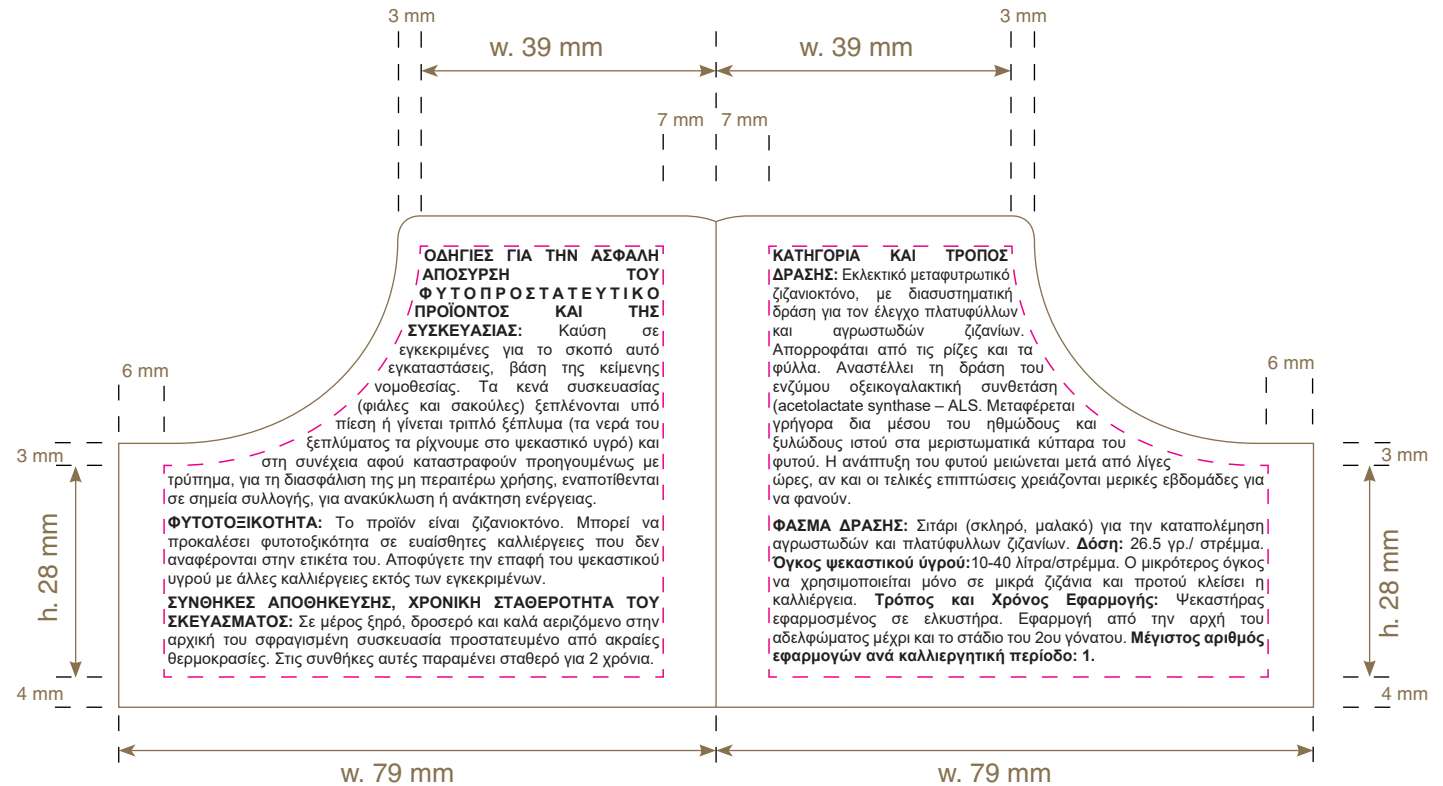 3 mm
3 mm
w. 39 mm
w. 39 mm
7 mm
7 mm
ΟΔΗΓΙΕΣ ΓΙΑ ΤΗΝ ΑΣΦΑΛΗ
ΑΠΟΣΥΡΣΗ ΤΟΥ
ΦΥΤΟΠΡΟΣΤΑΤΕΥΤΙΚΟ
ΠΡΟΪΟΝΤΟΣ ΚΑΙ ΤΗΣ
ΣΥΣΚΕΥΑΣΙΑΣ: Καύση σε
εγκεκριμένες για το σκοπό αυτό
εγκαταστάσεις, βάση της κείμενης
νομοθεσίας. Τα κενά συσκευασίας
(φιάλες και σακούλες) ξεπλένονται υπό
πίεση ή γίνεται τριπλό ξέπλυμα (τα νερά του
ξεπλύματος τα ρίχνουμε στο ψεκαστικό υγρό) και
στη συνέχεια αφού καταστραφούν προηγουμένως με
τρύπημα, για τη διασφάλιση της μη περαιτέρω χρήσης, εναποτίθενται
σε σημεία συλλογής, για ανακύκλωση ή ανάκτηση ενέργειας.
ΦΥΤΟΤΟΞΙΚΟΤΗΤΑ: Το προϊόν είναι ζιζανιοκτόνο. Μπορεί να
προκαλέσει φυτοτοξικότητα σε ευαίσθητες καλλιέργειες που δεν
αναφέρονται στην ετικέτα του. Αποφύγετε την επαφή του ψεκαστικού
υγρού με άλλες καλλιέργειες εκτός των εγκεκριμένων.
ΣΥΝΘΗΚΕΣ ΑΠΟΘΗΚΕΥΣΗΣ, ΧΡΟΝΙΚΗ ΣΤΑΘΕΡΟΤΗΤΑ ΤΟΥ
ΣΚΕΥΑΣΜΑΤΟΣ: Σε μέρος ξηρό, δροσερό και καλά αεριζόμενο στην
αρχική του σφραγισμένη συσκευασία προστατευμένο από ακραίες
θερμοκρασίες. Στις συνθήκες αυτές παραμένει σταθερό για 2 χρόνια.
ΚΑΤΗΓΟΡΙΑ ΚΑΙ ΤΡΟΠΟΣ
ΔΡΑΣΗΣ: Εκλεκτικό μεταφυτρωτικό
ζιζανιοκτόνο, με διασυστηματική
δράση για τον έλεγχο πλατυφύλλων
και αγρωστωδών ζιζανίων.
Απορροφάται από τις ρίζες και τα
φύλλα. Αναστέλλει τη δράση του
ενζύμου οξεικογαλακτική συνθετάση
(acetolactate synthase – ALS. Μεταφέρεται
γρήγορα δια μέσου του ηθμώδους και
ξυλώδους ιστού στα μεριστωματικά κύτταρα του
φυτού. Η ανάπτυξη του φυτού μειώνεται μετά από λίγες
ώρες, αν και οι τελικές επιπτώσεις χρειάζονται μερικές εβδομάδες για
να φανούν.
ΦΑΣΜΑ ΔΡΑΣΗΣ: Σιτάρι (σκληρό, μαλακό) για την καταπολέμηση
αγρωστωδών και πλατύφυλλων ζιζανίων. Δόση: 26.5 γρ./ στρέμμα.
Όγκος ψεκαστικού ύγρού:10-40 λίτρα/στρέμμα. Ο μικρότερος όγκος
να χρησιμοποιείται μόνο σε μικρά ζιζάνια και προτού κλείσει η
καλλιέργεια. Τρόπος και Χρόνος Εφαρμογής: Ψεκαστήρας
εφαρμοσμένος σε ελκυστήρα. Εφαρμογή από την αρχή του
αδελφώματος μέχρι και το στάδιο του 2ου γόνατου. Μέγιστος αριθμός
εφαρμογών ανά καλλιεργητική περίοδο: 1.
6 mm
6 mm
3 mm
3 mm
h. 28 mm
h. 28 mm
4 mm
4 mm
w. 79 mm
w. 79 mm